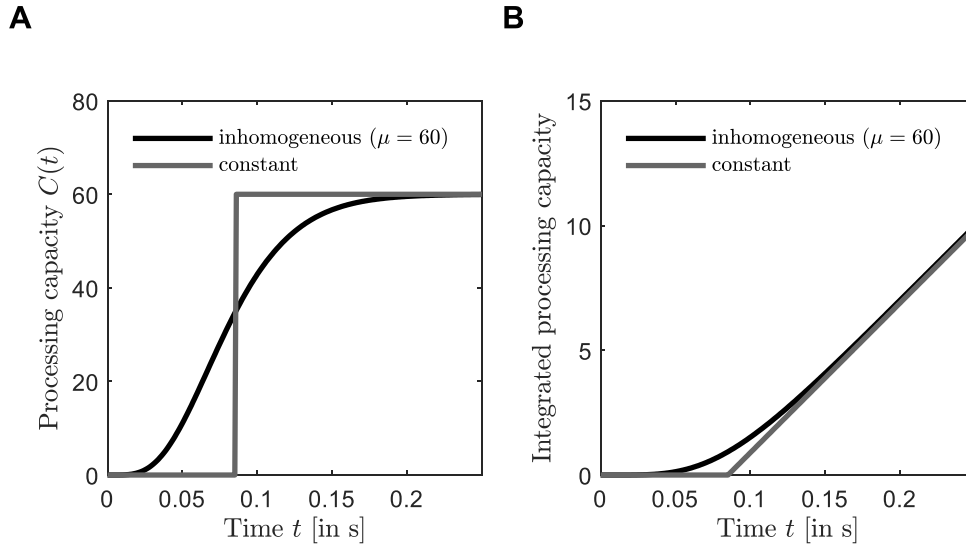 A
80
60
40
20
0
Processing capacity C(t)
inhomogeneous (μ = 60)
constant
0
0.05
0.1
0.15
0.2
Time t [in s]
B
15
10
5
0
Integrated processing capacity
inhomogeneous (μ = 60)
constant
0
0.05
0.1
0.15
0.2
Time t [in s]